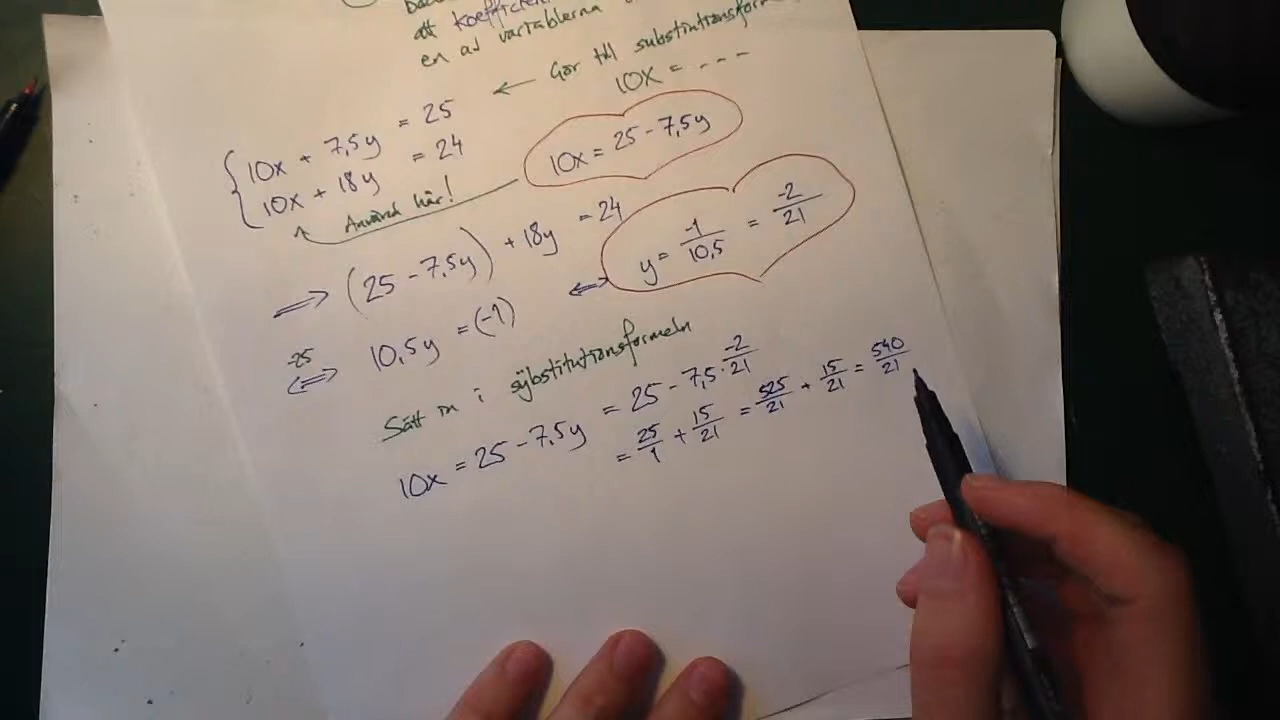 att koefficien
en av variablerna
← Gör till substitutionsform
10x = - - -
10x + 7,5y = 25
10x + 18y = 24
10x = 25 - 7,5y
Använd här!
⟹ (25 - 7,5y) + 18y = 24
-25
⟺ 10,5y = (-1)
⟺ y = -1/10,5 = -2/21
Sätt in i sybstitutionsformeln
10x = 25 - 7,5y = 25 - 7,5 · -2/21
= 25/1 + 15/21 = 525/21 + 15/21 = 540/21